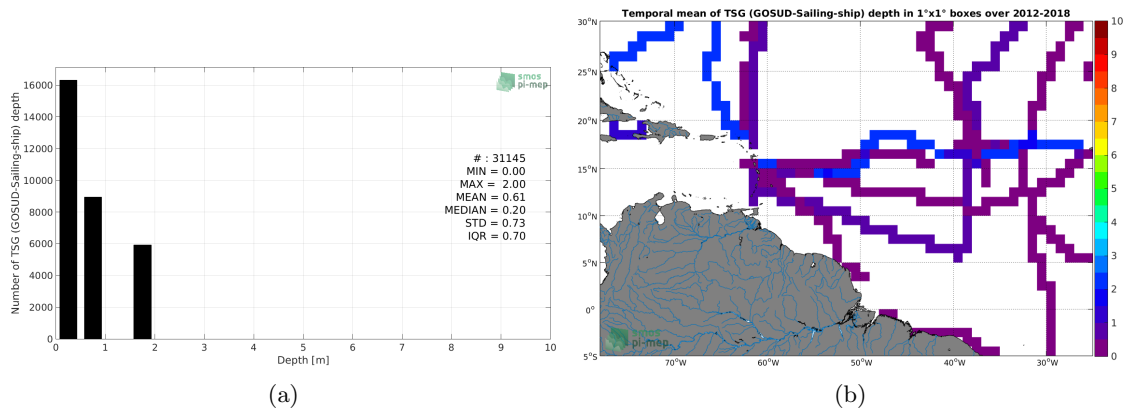 Number of TSG (GOSUD-Sailing-ship) depth
16000
14000
12000
10000
8000
6000
4000
2000
0
0 1 2 3 4 5 6 7 8 9 10
Depth [m]
smos
pi-mep
# : 31145
MIN = 0.00
MAX = 2.00
MEAN = 0.61
MEDIAN = 0.20
STD = 0.73
IQR = 0.70
(a)
Temporal mean of TSG (GOSUD-Sailing-ship) depth in 1°x1° boxes over 2012-2018
30°N
25°N
20°N
15°N
10°N
5°N
0°
5°S
70°W 60°W 50°W 40°W 30°W
smos
pi-mep
10
9
8
7
6
5
4
3
2
1
0
(b)